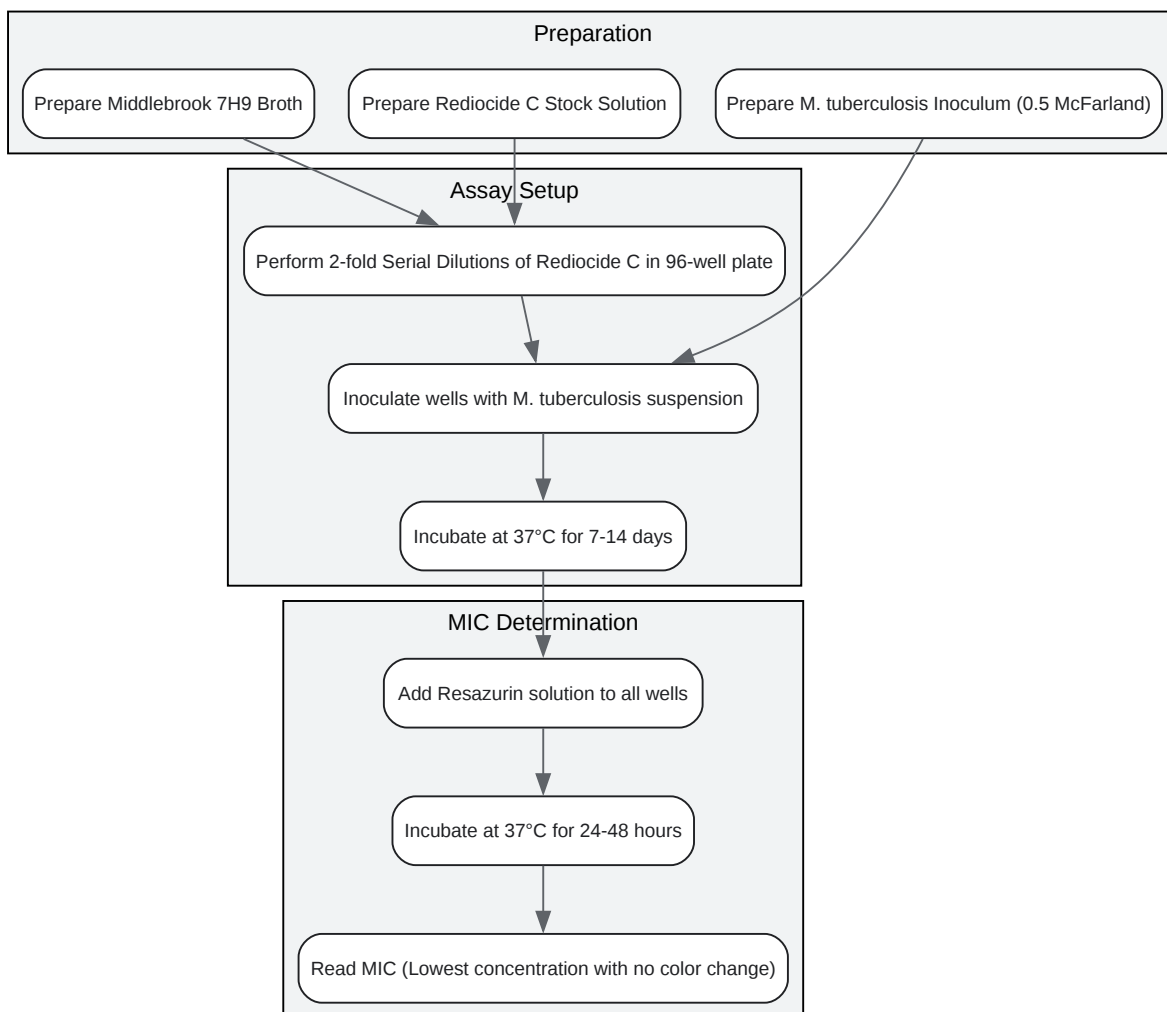 Preparation
Prepare Middlebrook 7H9 Broth
Prepare Rediocide C Stock Solution
Prepare M. tuberculosis Inoculum (0.5 McFarland)
Assay Setup
Perform 2-fold Serial Dilutions of Rediocide C in 96-well plate
Inoculate wells with M. tuberculosis suspension
Incubate at 37°C for 7-14 days
MIC Determination
Add Resazurin solution to all wells
Incubate at 37°C for 24-48 hours
Read MIC (Lowest concentration with no color change)